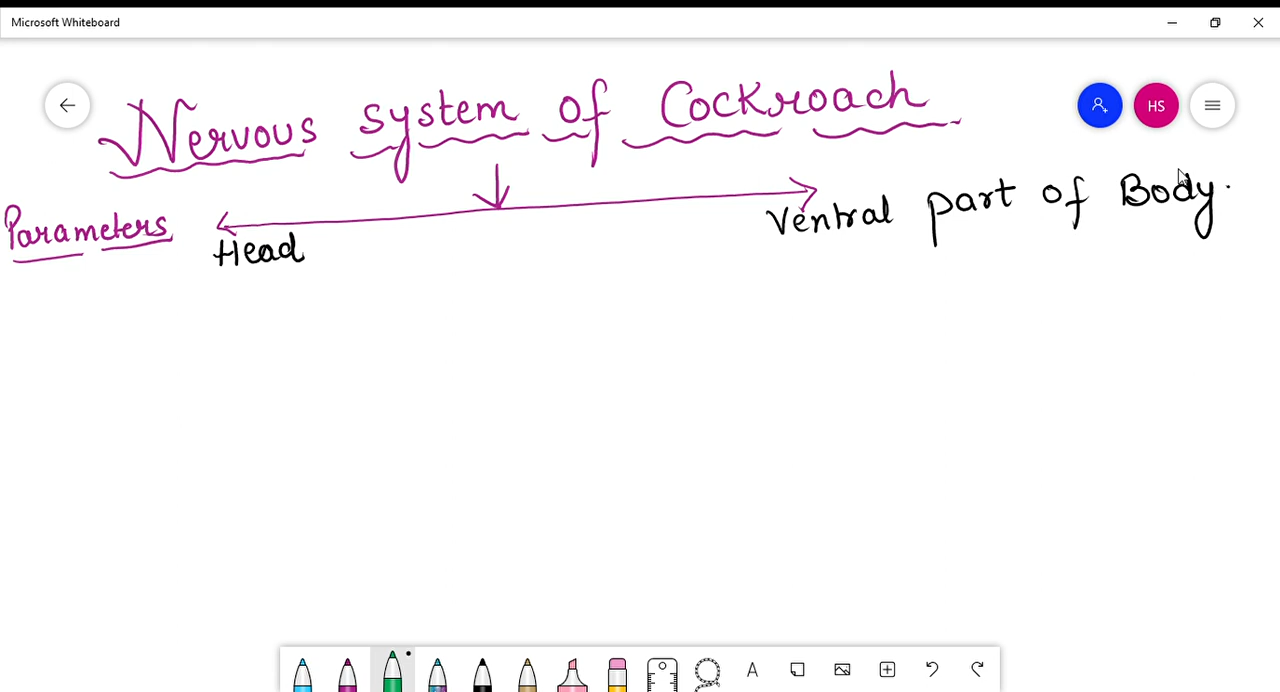 Microsoft Whiteboard
Nervous system of Cockroach
HS
Parameters
Head
Ventral part of Body.
A